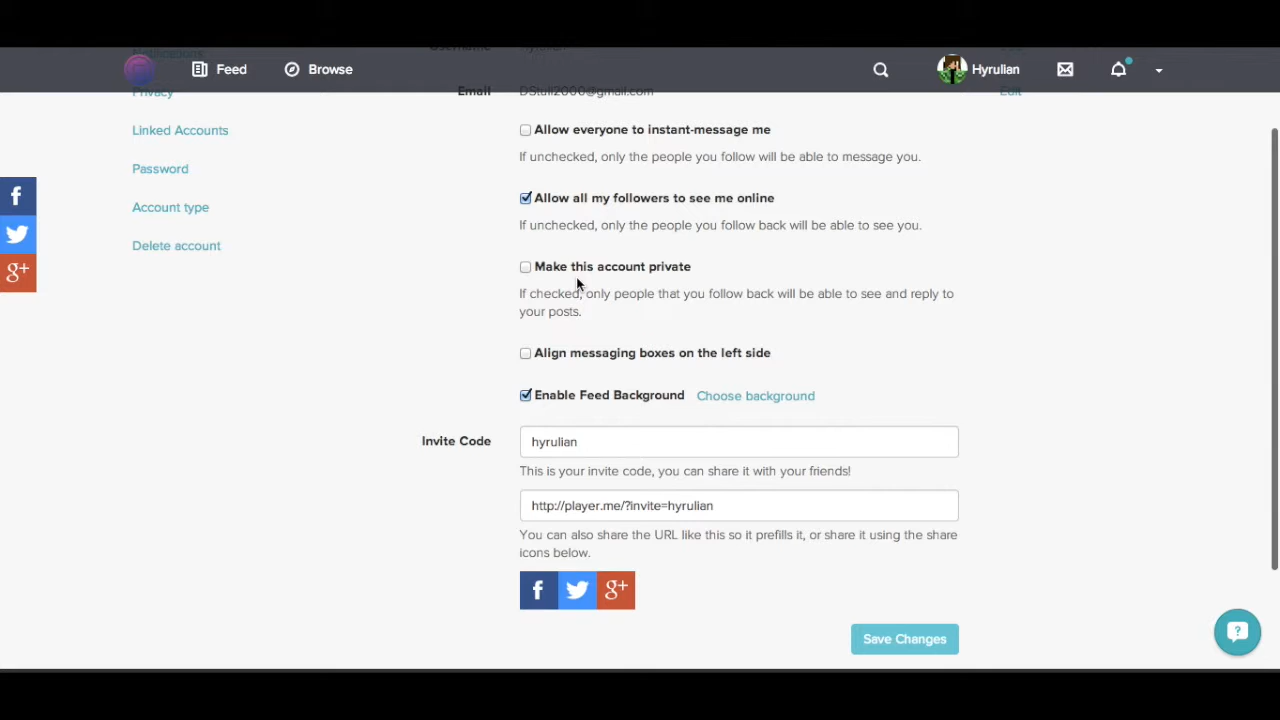 Notifications
Username Hyrulian Edit
Feed
Browse
Hyrulian
Privacy
Email
Edit
Linked Accounts
Password
Account type
Delete account
Allow everyone to instant-message me
If unchecked, only the people you follow will be able to message you.
Allow all my followers to see me online
If unchecked, only the people you follow back will be able to see you.
Make this account private
If checked, only people that you follow back will be able to see and reply to
your posts.
Align messaging boxes on the left side
Enable Feed Background Choose background
Invite Code
hyrulian
This is your invite code, you can share it with your friends!
http://player.me/?invite=hyrulian
You can also share the URL like this so it prefills it, or share it using the share
icons below.
f
g+
f
g+
Save Changes
?